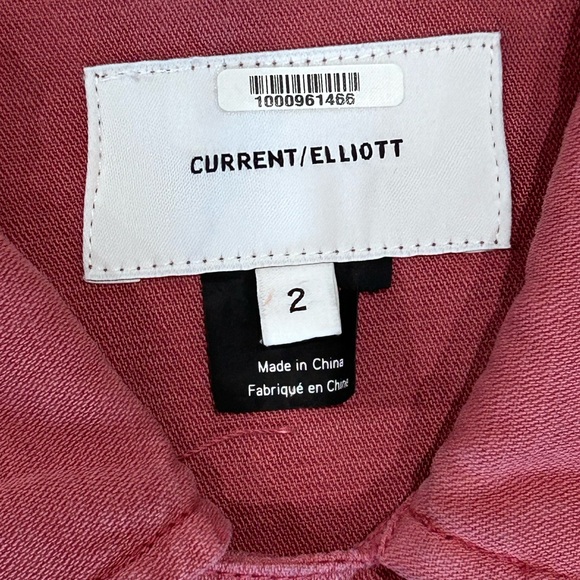 1000961466
CURRENT/ELLIOTT
2
Made in China
Fabriqué en Chine